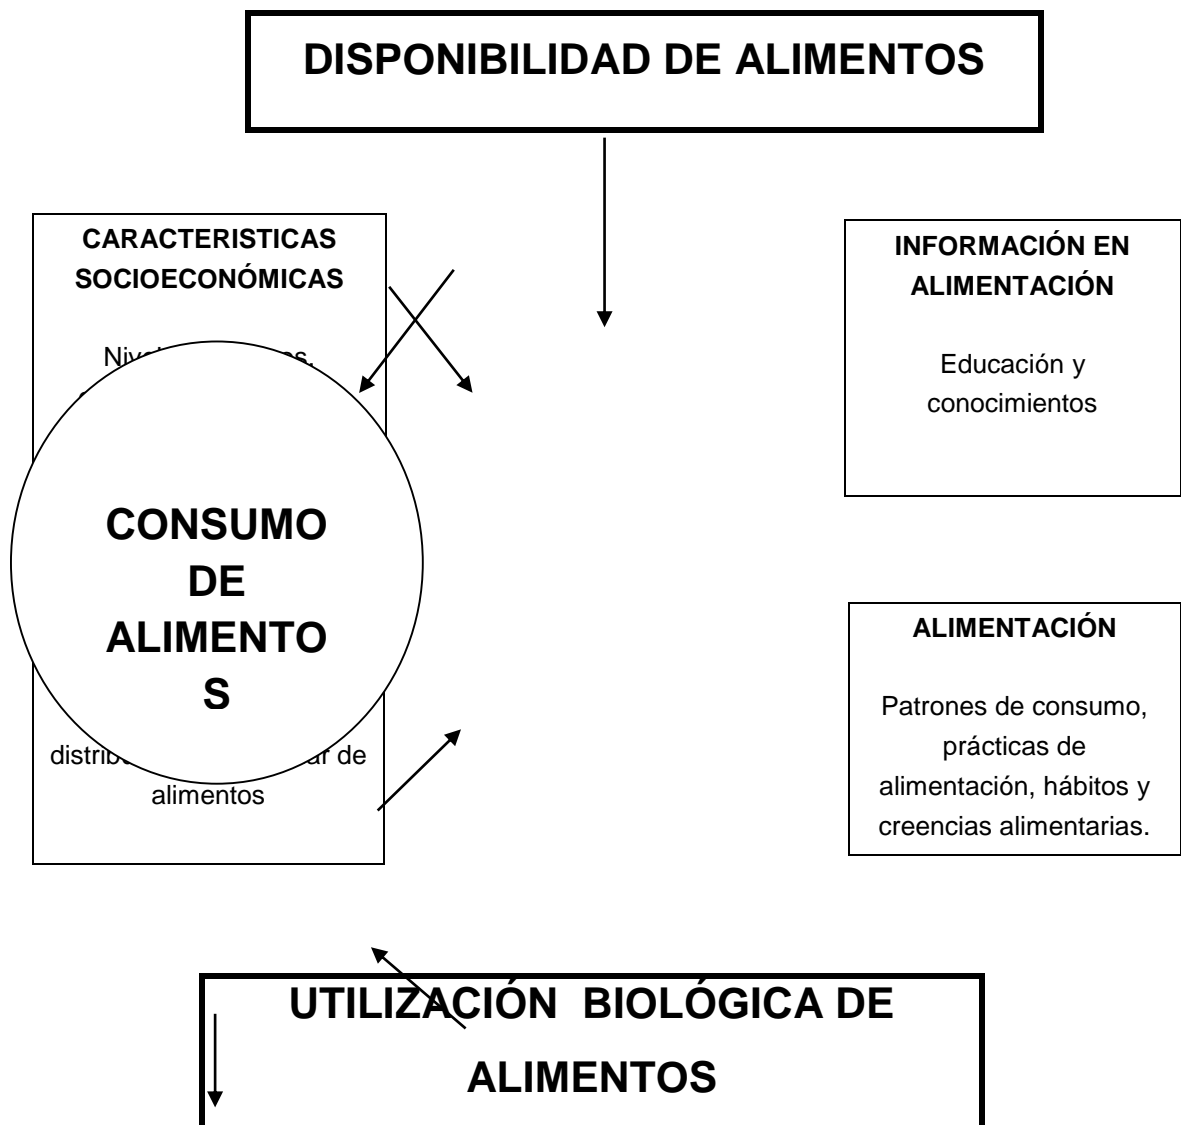 DISPONIBILIDAD DE ALIMENTOS
CARACTERISTICAS
SOCIOECONÓMICAS
INFORMACIÓN EN
ALIMENTACIÓN
Educación y
conocimientos
CONSUMO
DE
ALIMENTO
S
de
alimentos
ALIMENTACIÓN
Patrones de consumo,
prácticas de
alimentación, hábitos y
creencias alimentarias.
UTILIZACIÓN BIOLÓGICA DE
ALIMENTOS